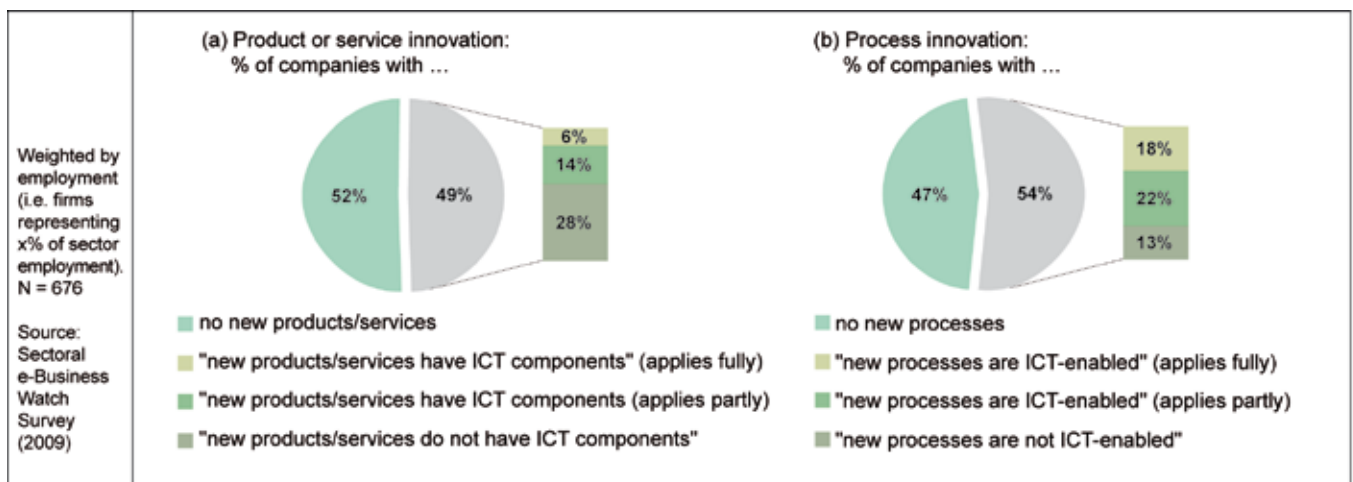 Weighted by
employment
(i.e. firms
representing
x% of sector
employment).
N = 676
Source:
Sectoral
e-Business
Watch
Survey
(2009)
(a) Product or service innovation:
% of companies with ...
52%
49%
6%
14%
28%
no new products/services
"new products/services have ICT components" (applies fully)
"new products/services have ICT components (applies partly)
"new products/services do not have ICT components"
(b) Process innovation:
% of companies with ...
47%
54%
18%
22%
13%
no new processes
"new processes are ICT-enabled" (applies fully)
"new processes are ICT-enabled" (applies partly)
"new processes are not ICT-enabled"